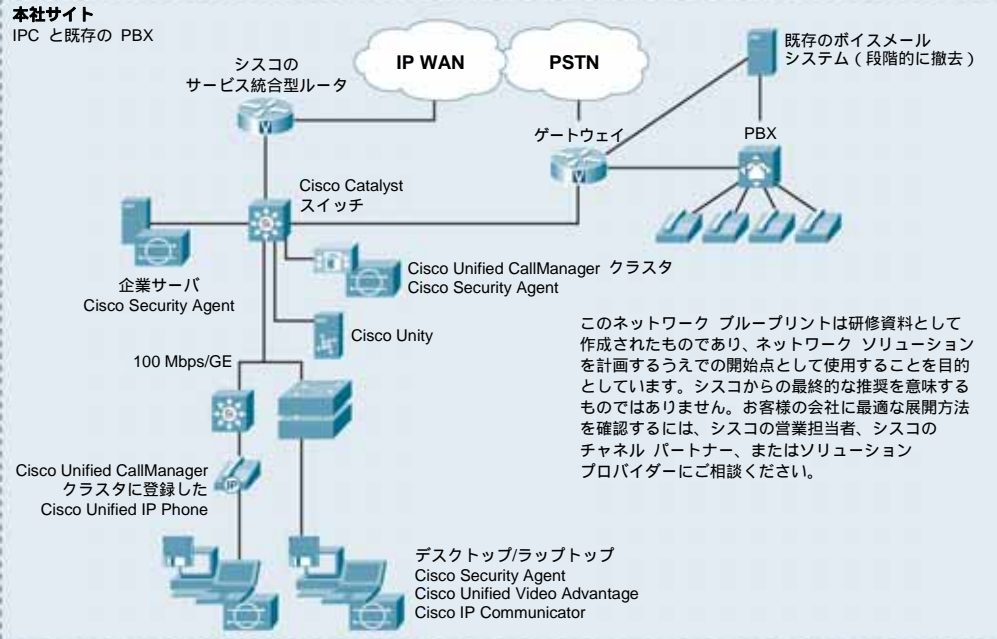 本社サイト
IPC と既存の PBX
IP WAN
PSTN
既存のボイスメール
システム ( 段階的に撤去 )
シスコの
サービス統合型ルータ
ゲートウェイ
PBX
V
V
Cisco Catalyst
スイッチ
企業サーバ
Cisco Security Agent
Cisco Unified CallManager クラスタ
Cisco Security Agent
Cisco Unity
100 Mbps/GE
このネットワーク ブループリントは研修資料として
作成されたものであり、ネットワーク ソリューション
を計画するうえでの開始点として使用することを目的
としています。シスコからの最終的な推奨を意味する
ものではありません。お客様の会社に最適な展開方法
を確認するには、シスコの営業担当者、シスコの
チャネル パートナー、またはソリューション
プロバイダーにご相談ください。
Cisco Unified CallManager
クラスタに登録した
Cisco Unified IP Phone
IP
デスクトップ/ラップトップ
Cisco Security Agent
Cisco Unified Video Advantage
Cisco IP Communicator